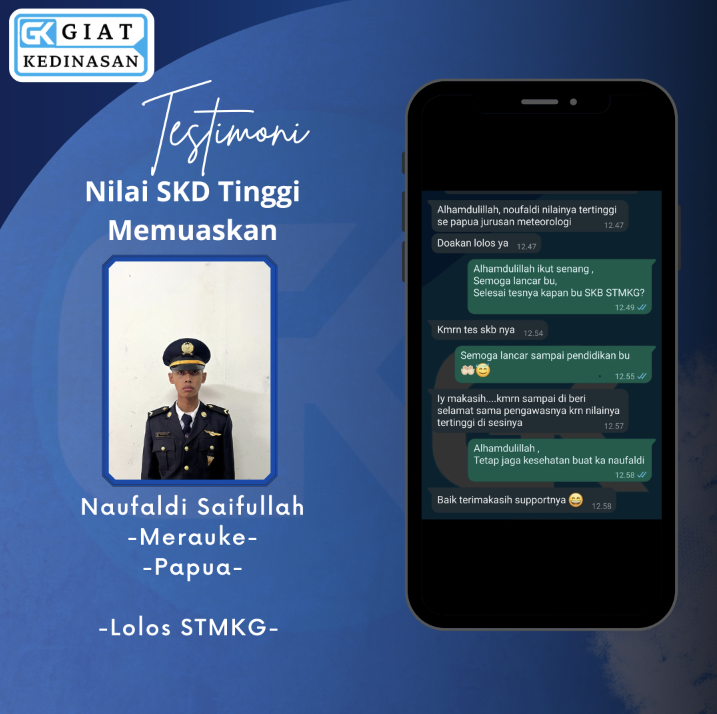 GK GIAT
KEDINASAN
Testimoni
Nilai SKD Tinggi
Memuaskan
Naufaldi Saifullah
-Merauke-
-Papua-
-Lolos STMKG-
Alhamdulillah, noufaldi nilainya tertinggi
se papua jurusan meteorologi
12.47
Doakan lolos ya 12.47
Alhamdulillah ikut senang ,
Semoga lancar bu,
Selesai tesnya kapan bu SKB STMKG?
12.49
Kmrn tes skb nya 12.54
Semoga lancar sampai pendidikan bu
🤲🏻😅
12.55
Iy makasih....kmrn sampai di beri
selamat sama pengawasnya krn nilainya
tertinggi di sesinya
12.57
Alhamdulillah ,
Tetap jaga kesehatan buat ka naufaldi
12.58
Baik terimakasih supportnya 😄 12.58